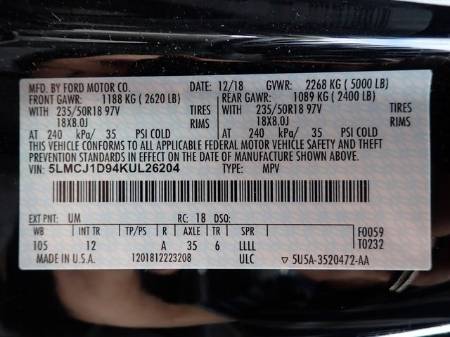 MFD. BY FORD MOTOR CO. 12/18 GVWR: 2268 KG ( 5000 LB)
FRONT GAWR: 1188 KG ( 2620 LB) REAR GAWR: 1089 KG ( 2400 LB)
WITH 235/50R18 97V TIRES WITH 235/50R18 97V TIRES
18X8.0J RIMS 18X8.0J RIMS
AT 240 kPa/ 35 PSI COLD AT 240 kPa/ 35 PSI COLD
THIS VEHICLE CONFORMS TO ALL APPLICABLE FEDERAL MOTOR VEHICLE SAFETY AND THEFT PREVENTION STANDARDS IN EFFECT ON THE DATE OF MANUFACTURE SHOWN ABOVE.
VIN: 5LMCJ1D94KUL26204 TYPE: MPV
EXT PNT: UM RC: 18 DSO:
WB INT TR TP/PS R AXLE TR SPR F0059
105 12 A 35 6 LLLL T0232
MADE IN U.S.A. 1201812223208 ULC ▽ 5U5A-3520472-AA